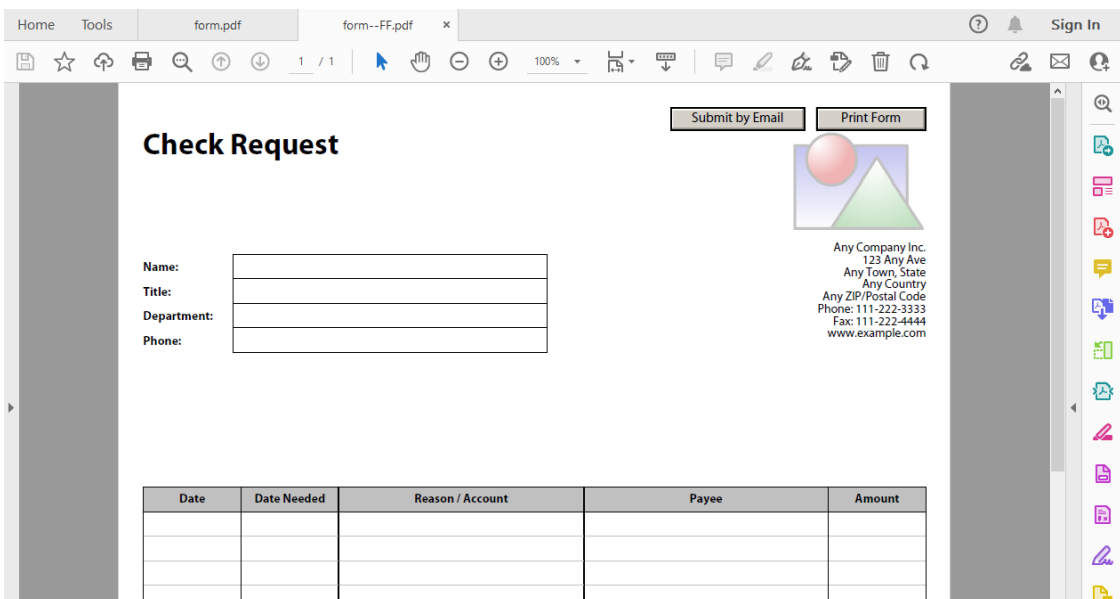 Home Tools form.pdf form--FF.pdf × ? Sign In
1 / 1 100%
Submit by Email Print Form
Check Request
Any Company Inc.
123 Any Ave
Any Town, State
Any Country
Any ZIP/Postal Code
Phone: 111-222-3333
Fax: 111-222-4444
www.example.com
Name:
Title:
Department:
Phone:
Date Date Needed Reason / Account Payee Amount